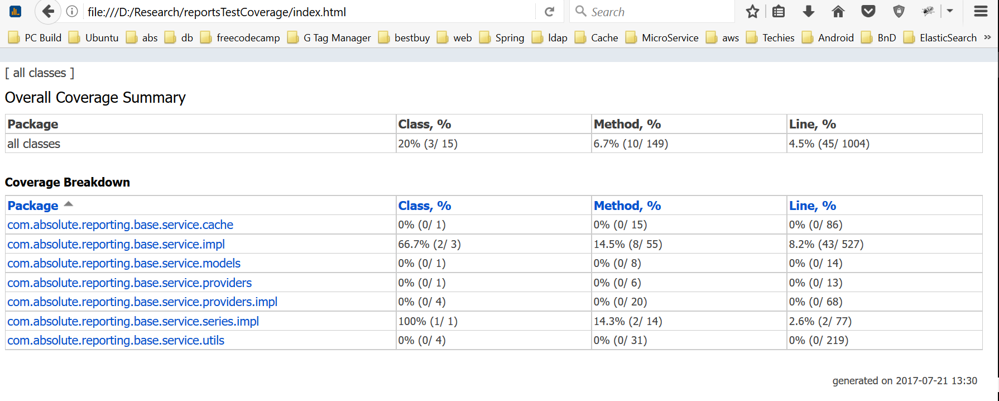 file:///D:/Research/reportsTestCoverage/index.html Search
PC Build Ubuntu abs db freecodecamp G Tag Manager bestbuy web Spring ldap Cache MicroService aws Techies Android BnD ElasticSearch »
[ all classes ]
Overall Coverage Summary
Package Class, % Method, % Line, %
all classes 20% (3/ 15) 6.7% (10/ 149) 4.5% (45/ 1004)
Coverage Breakdown
Package Class, % Method, % Line, %
com.absolute.reporting.base.service.cache 0% (0/ 1) 0% (0/ 15) 0% (0/ 86)
com.absolute.reporting.base.service.impl 66.7% (2/ 3) 14.5% (8/ 55) 8.2% (43/ 527)
com.absolute.reporting.base.service.models 0% (0/ 1) 0% (0/ 8) 0% (0/ 14)
com.absolute.reporting.base.service.providers 0% (0/ 1) 0% (0/ 6) 0% (0/ 13)
com.absolute.reporting.base.service.providers.impl 0% (0/ 4) 0% (0/ 20) 0% (0/ 68)
com.absolute.reporting.base.service.series.impl 100% (1/ 1) 14.3% (2/ 14) 2.6% (2/ 77)
com.absolute.reporting.base.service.utils 0% (0/ 4) 0% (0/ 31) 0% (0/ 219)
generated on 2017-07-21 13:30